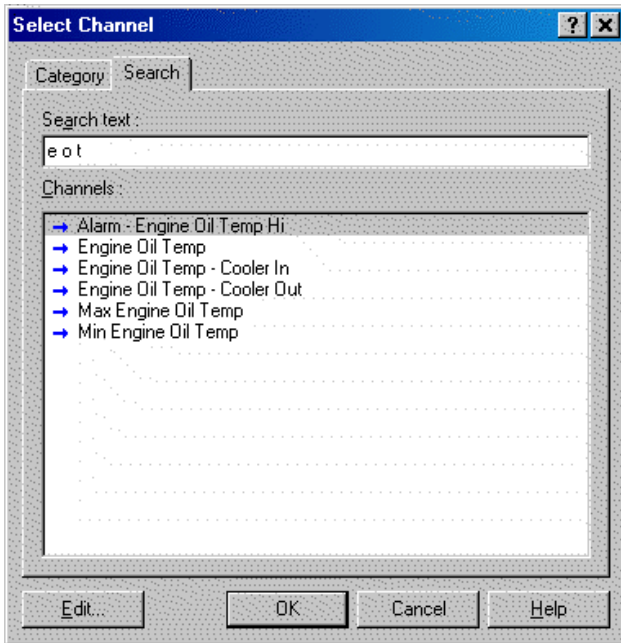 Select Channel
Category Search
Search text :
e o t
Channels :
Alarm - Engine Oil Temp Hi
Engine Oil Temp
Engine Oil Temp - Cooler In
Engine Oil Temp - Cooler Out
Max Engine Oil Temp
Min Engine Oil Temp
Edit... OK Cancel Help